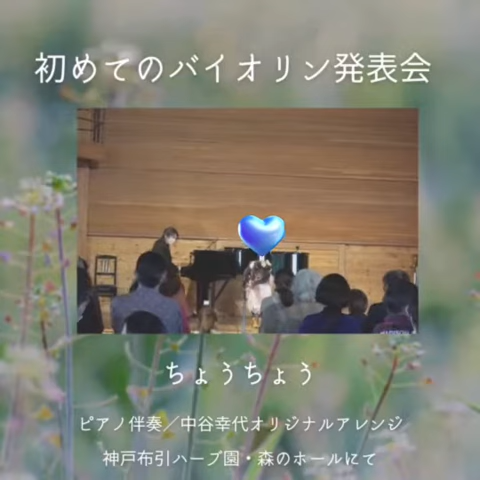 初めてのバイオリン発表会
ちょうちょう
ピアノ伴奏／中谷幸代オリジナルアレンジ
神戸布引ハーブ園・森のホールにて